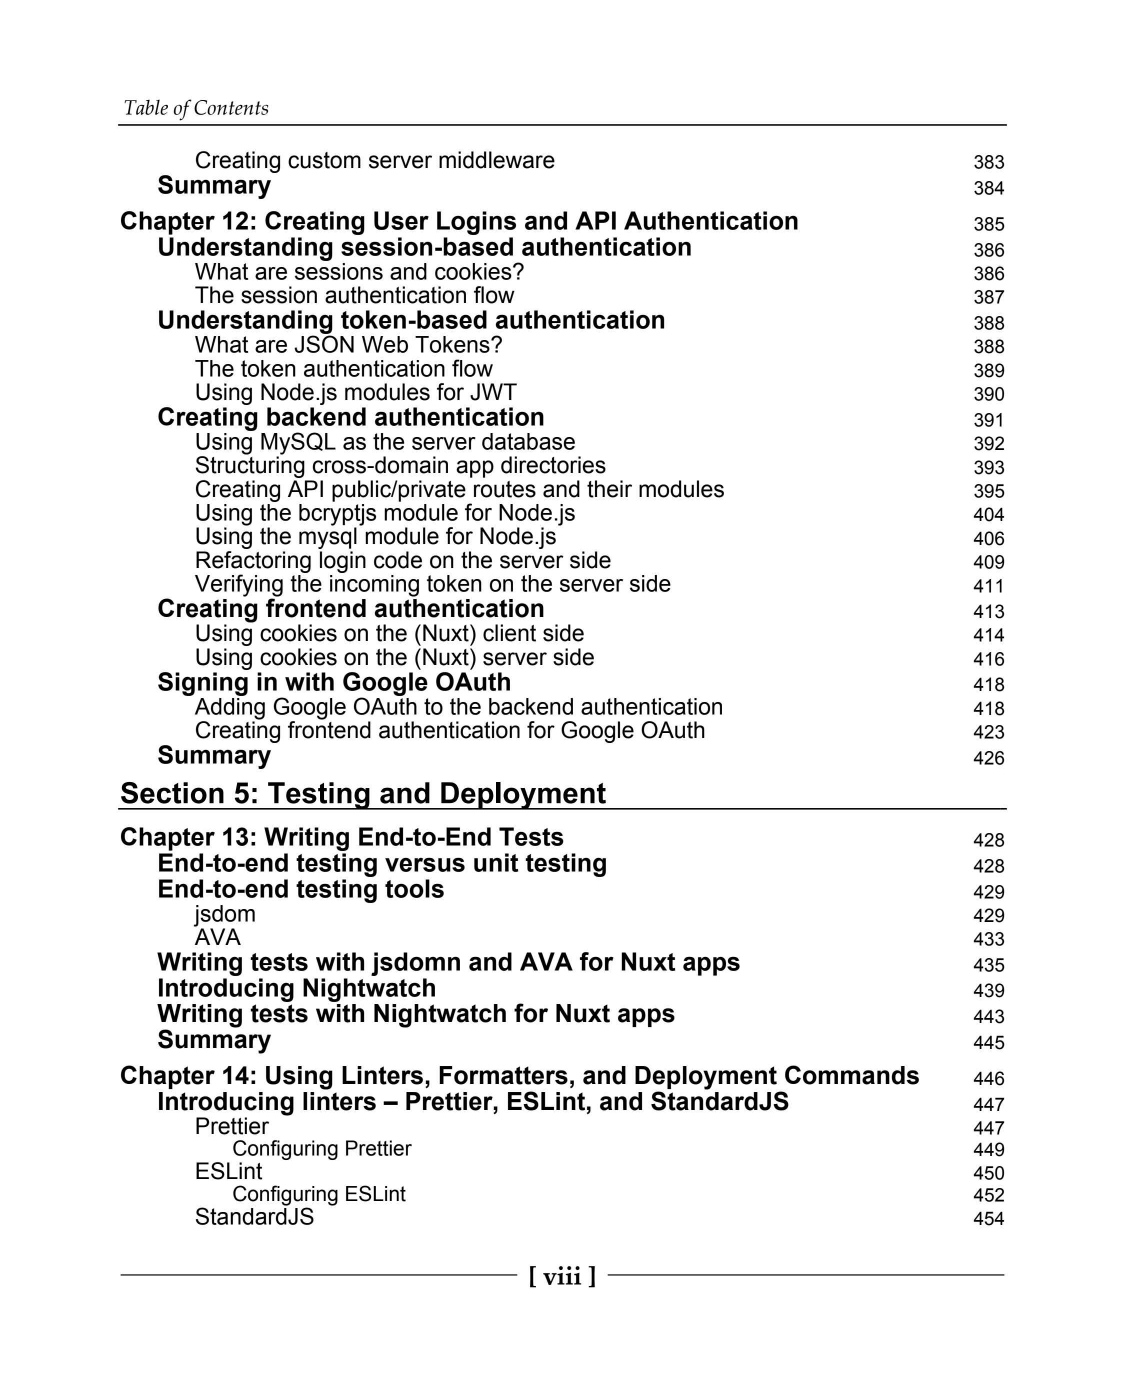 Table of Contents
Creating custom server middleware 383
Summary 384
Chapter 12: Creating User Logins and API Authentication 385
Understanding session-based authentication 386
What are sessions and cookies? 386
The session authentication flow 387
Understanding token-based authentication 388
What are JSON Web Tokens? 388
The token authentication flow 389
Using Node.js modules for JWT 390
Creating backend authentication 391
Using MySQL as the server database 392
Structuring cross-domain app directories 393
Creating API public/private routes and their modules 395
Using the bcryptjs module for Node.js 404
Using the mysql module for Node.js 406
Refactoring login code on the server side 409
Verifying the incoming token on the server side 411
Creating frontend authentication 413
Using cookies on the (Nuxt) client side 414
Using cookies on the (Nuxt) server side 416
Signing in with Google OAuth 418
Adding Google OAuth to the backend authentication 418
Creating frontend authentication for Google OAuth 423
Summary 426
Section 5: Testing and Deployment
Chapter 13: Writing End-to-End Tests 428
End-to-end testing versus unit testing 428
End-to-end testing tools 429
jsdom 429
AVA 433
Writing tests with jsdomn and AVA for Nuxt apps 435
Introducing Nightwatch 439
Writing tests with Nightwatch for Nuxt apps 443
Summary 445
Chapter 14: Using Linters, Formatters, and Deployment Commands 446
Introducing linters – Prettier, ESLint, and StandardJS 447
Prettier 447
Configuring Prettier 449
ESLint 450
Configuring ESLint 452
StandardJS 454
[ viii ]